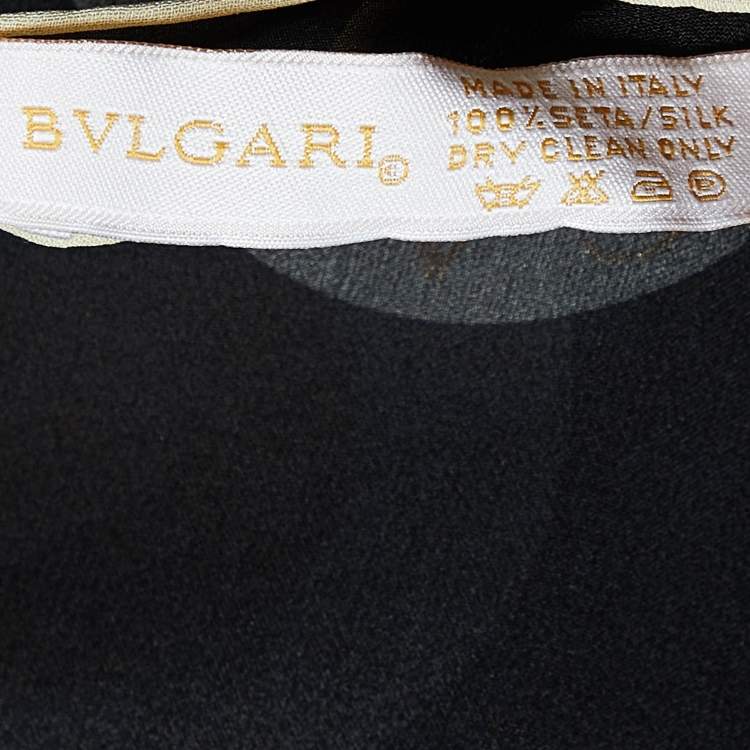 BVLGARI
MADE IN ITALY
100%SETA/SILK
DRY CLEAN ONLY